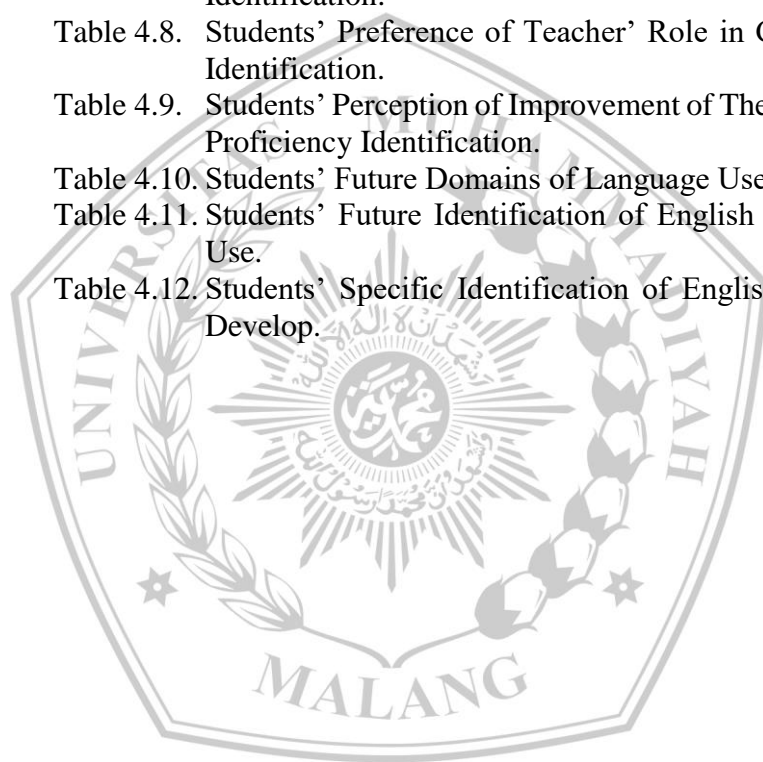 Identification.
Table 4.8. Students’ Preference of Teacher’ Role in
Identification.
Table 4.9. Students’ Perception of Improvement of The
Proficiency Identification.
Table 4.10. Students’ Future Domains of Language Use
Table 4.11. Students’ Future Identification of English
Use.
Table 4.12. Students’ Specific Identification of
Develop.
UNIVERSITAS MUHAMMADIYAH
MALANG